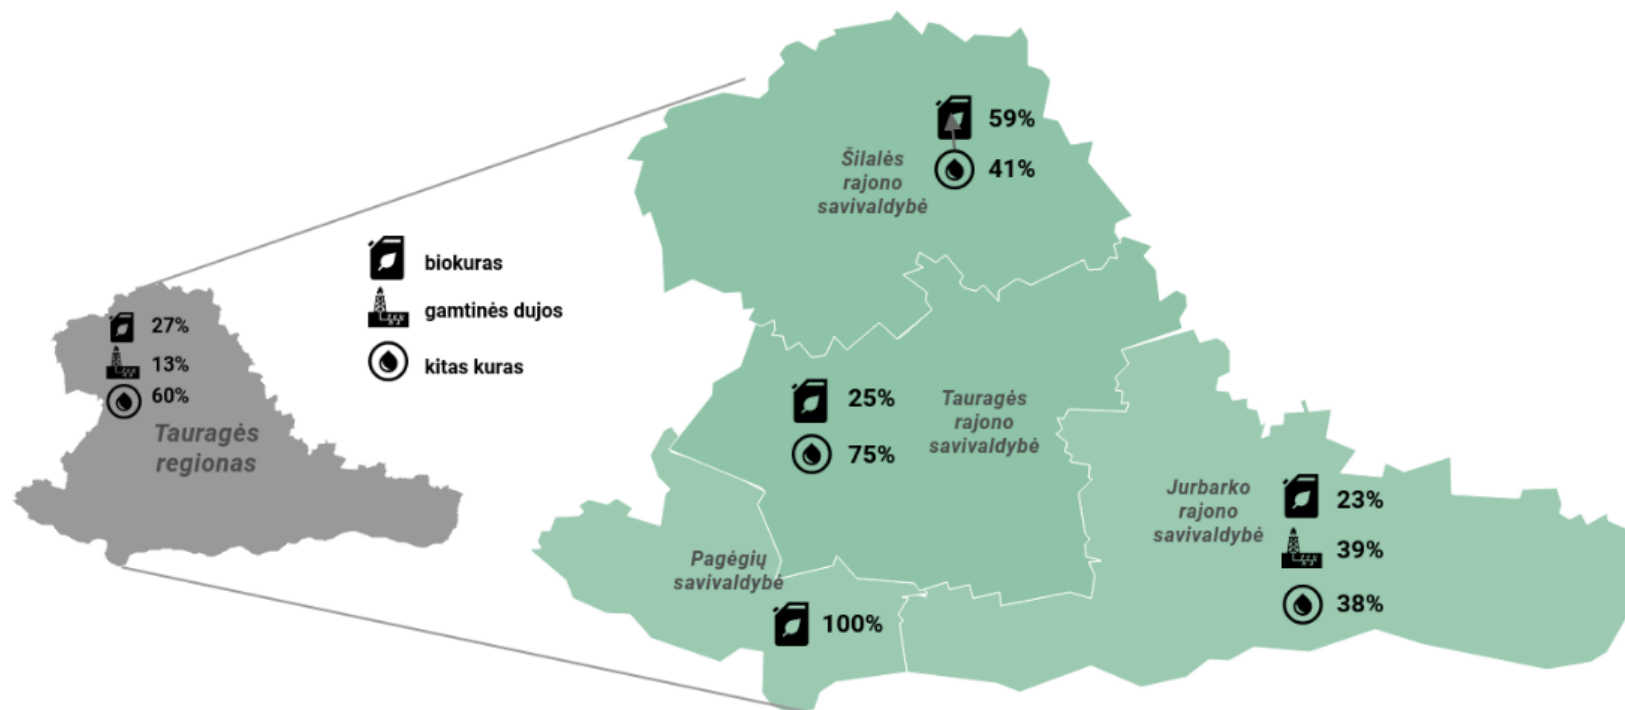 59%
41%
Šilalės
rajono
savivaldybė
biokuras
gamtinės dujos
kitas kuras
27%
13%
60%
Tauragės
regionas
25%
75%
Tauragės
rajono
savivaldybė
Jurbarko
rajono
savivaldybė
23%
39%
38%
Pagėgių
savivaldybė
100%